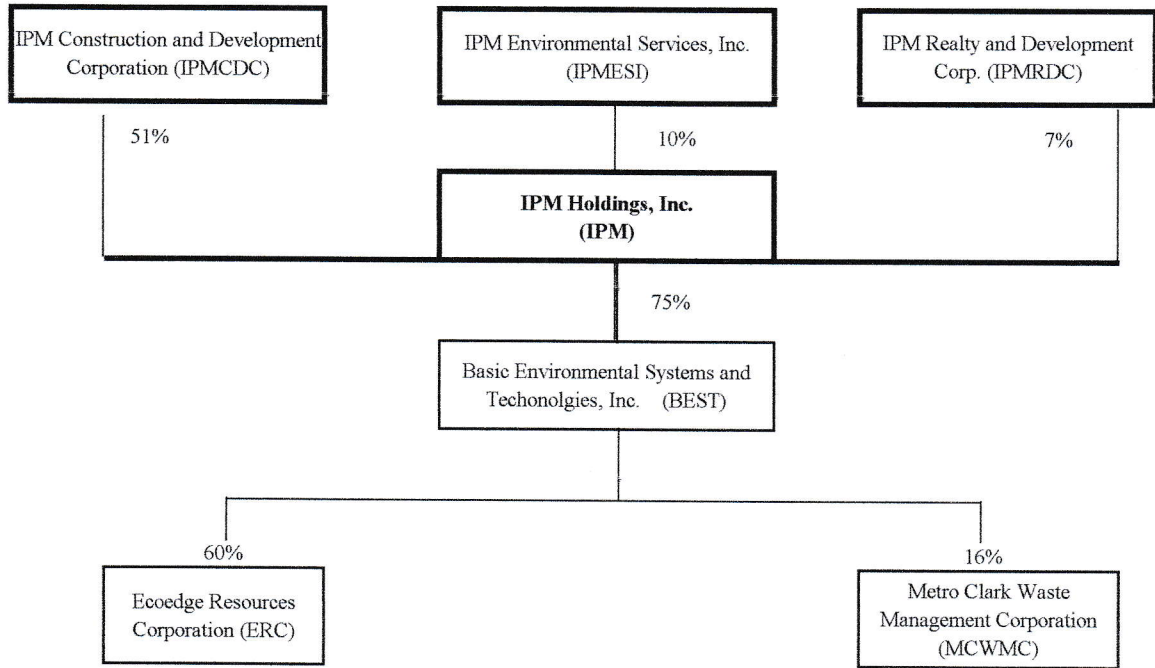 IPM Construction and Development
Corporation (IPMCDC)
IPM Environmental Services, Inc.
(IPMESI)
IPM Realty and Development
Corp. (IPMRDC)
51%
10%
7%
IPM Holdings, Inc.
(IPM)
75%
Basic Environmental Systems and
Techonolgies, Inc. (BEST)
60%
16%
Ecoedge Resources
Corporation (ERC)
Metro Clark Waste
Management Corporation
(MCWMC)